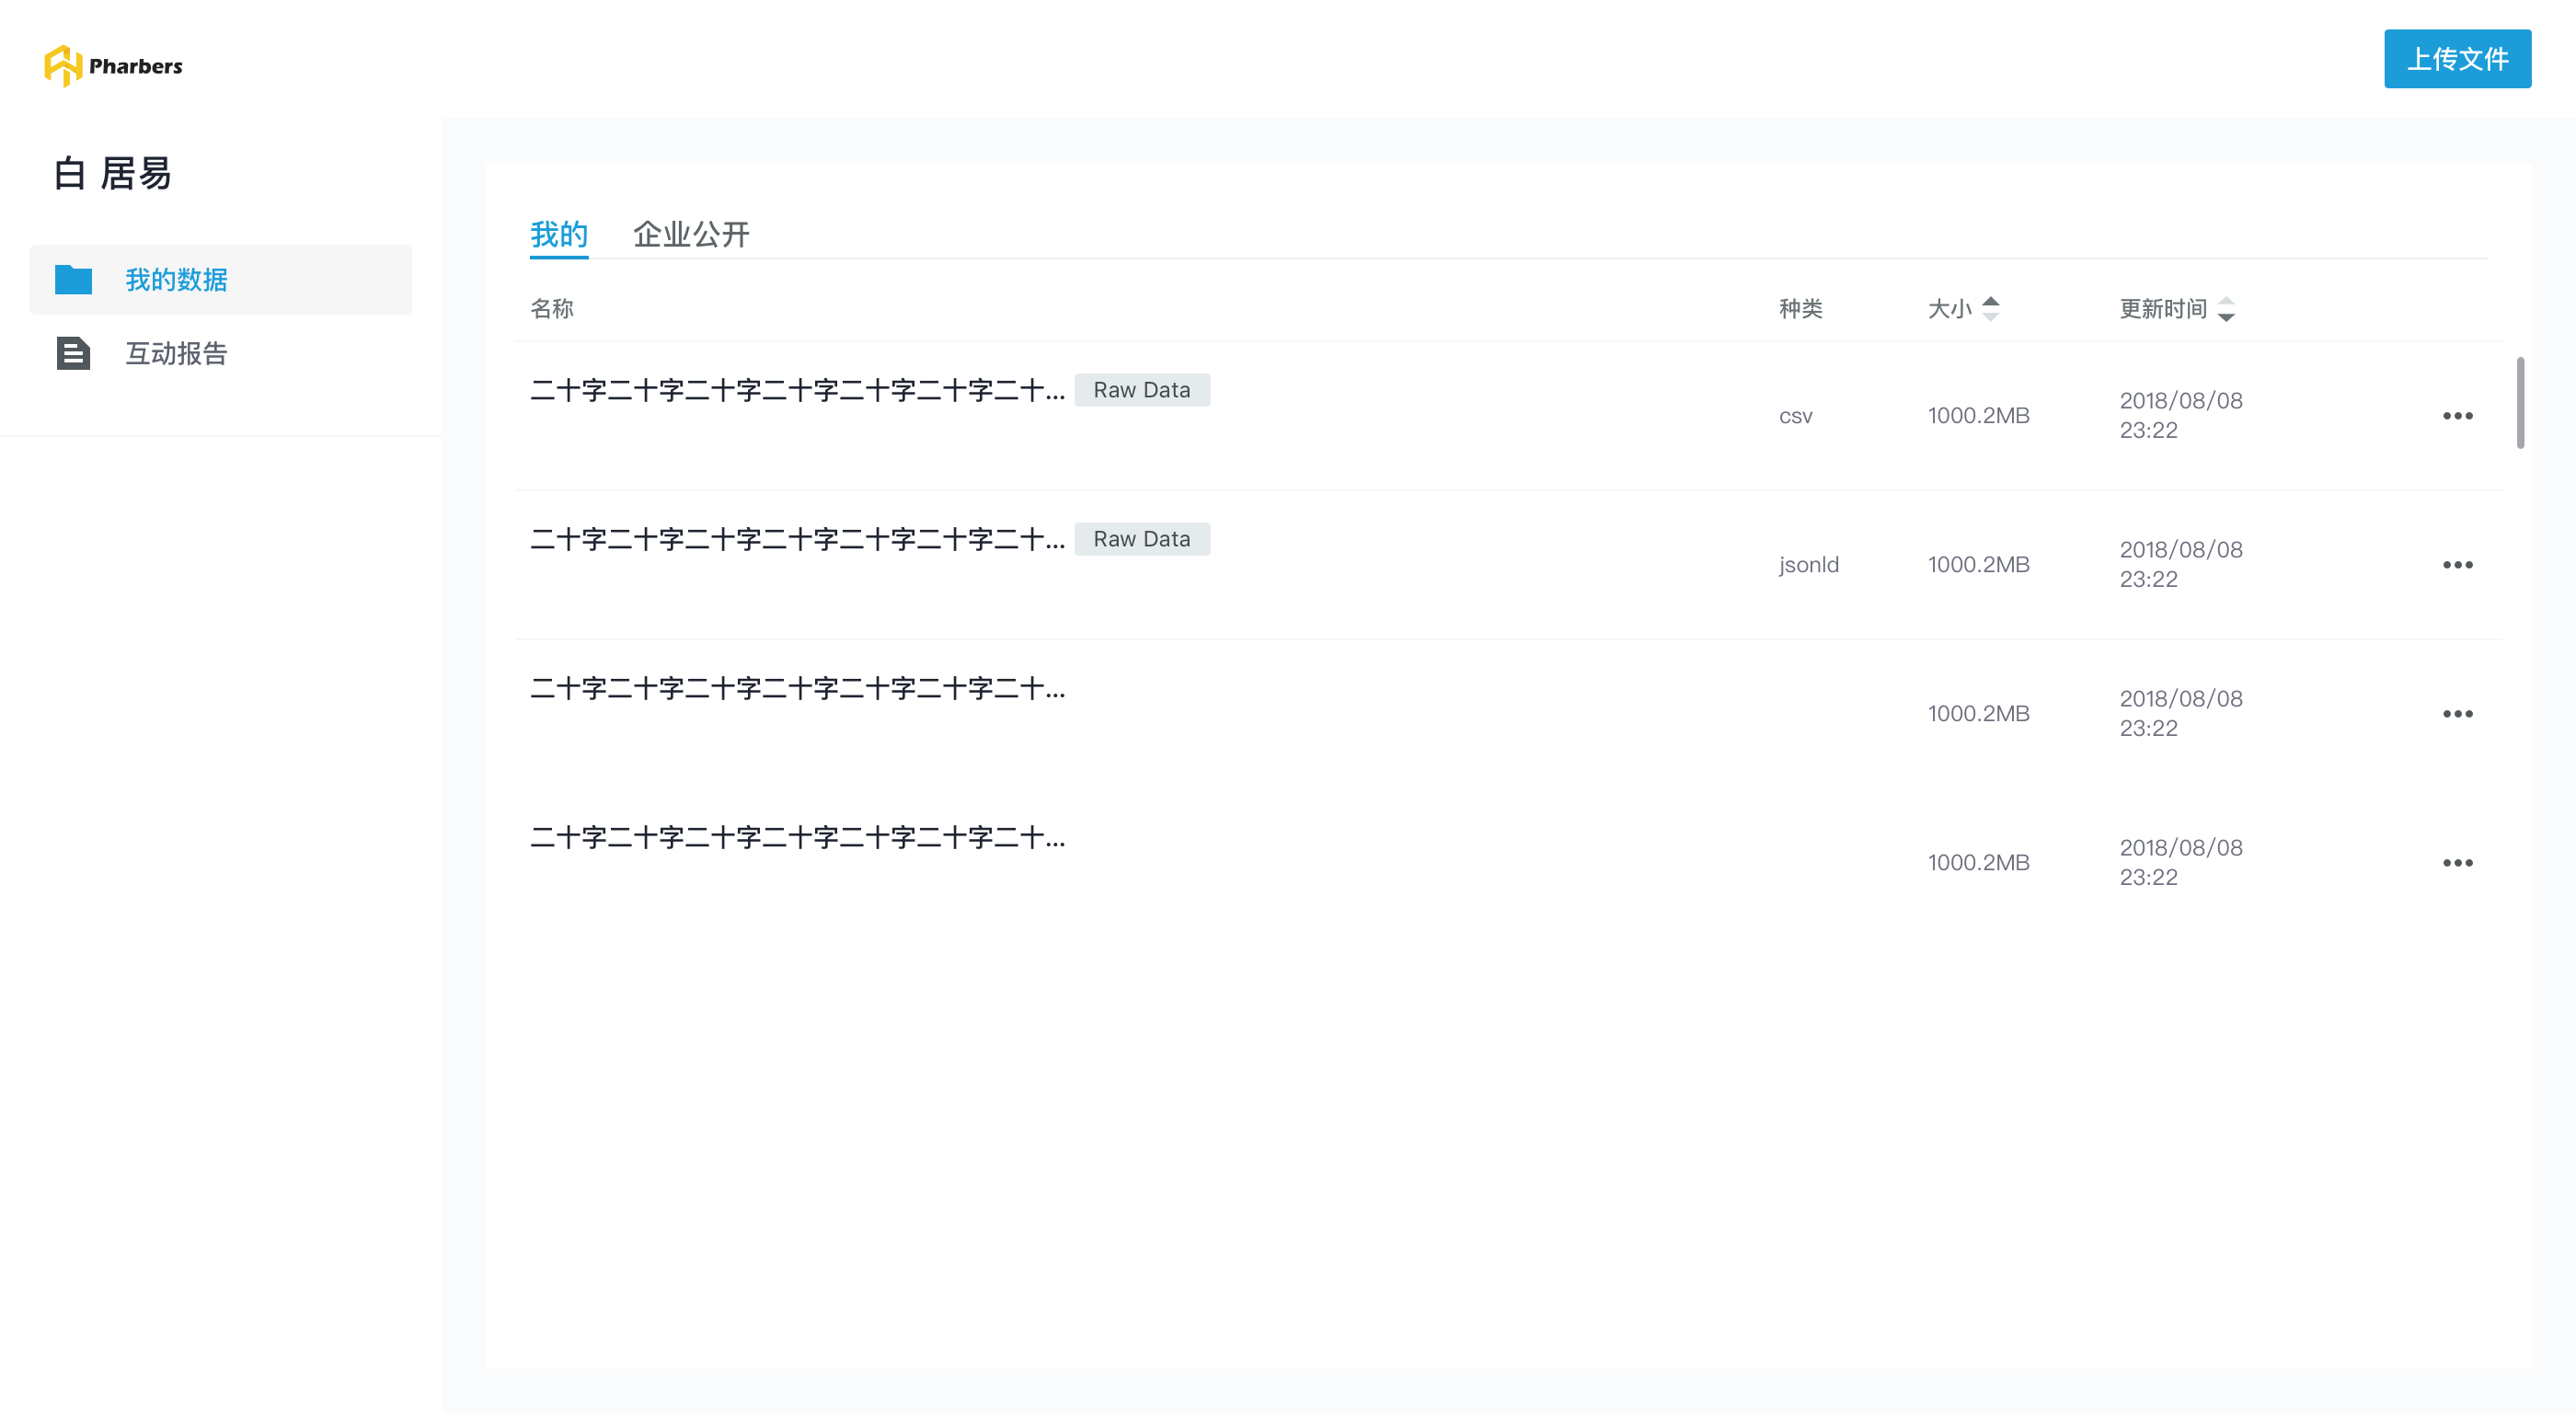 Pharbers
上传文件
白 居易
我的数据
互动报告
我的 企业公开
名称 种类 大小 更新时间
二十字二十字二十字二十字二十字二十字二十... Raw Data csv 1000.2MB 2018/08/08 23:22
二十字二十字二十字二十字二十字二十字二十... Raw Data jsonld 1000.2MB 2018/08/08 23:22
二十字二十字二十字二十字二十字二十字二十... 1000.2MB 2018/08/08 23:22
二十字二十字二十字二十字二十字二十字二十... 1000.2MB 2018/08/08 23:22